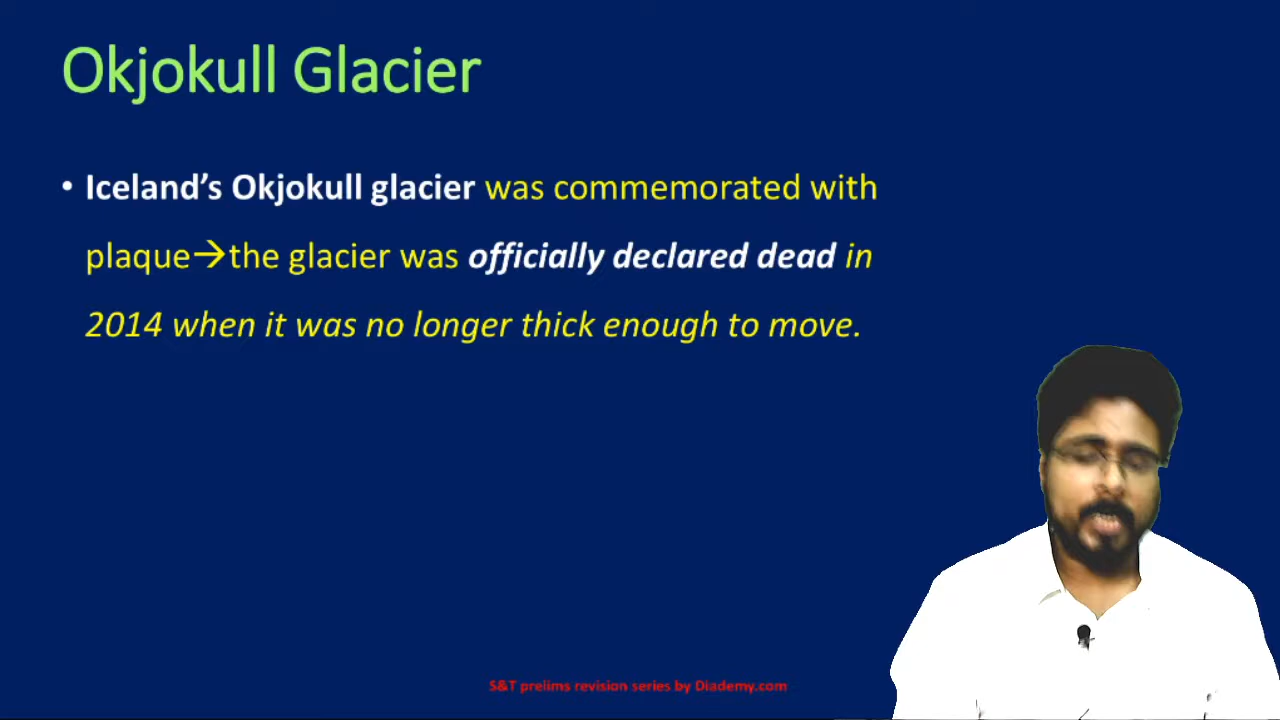 Okjokull Glacier
• Iceland’s Okjokull glacier was commemorated with
plaque→the glacier was officially declared dead in
2014 when it was no longer thick enough to move.
S&T prelims revision series by Diademy.com